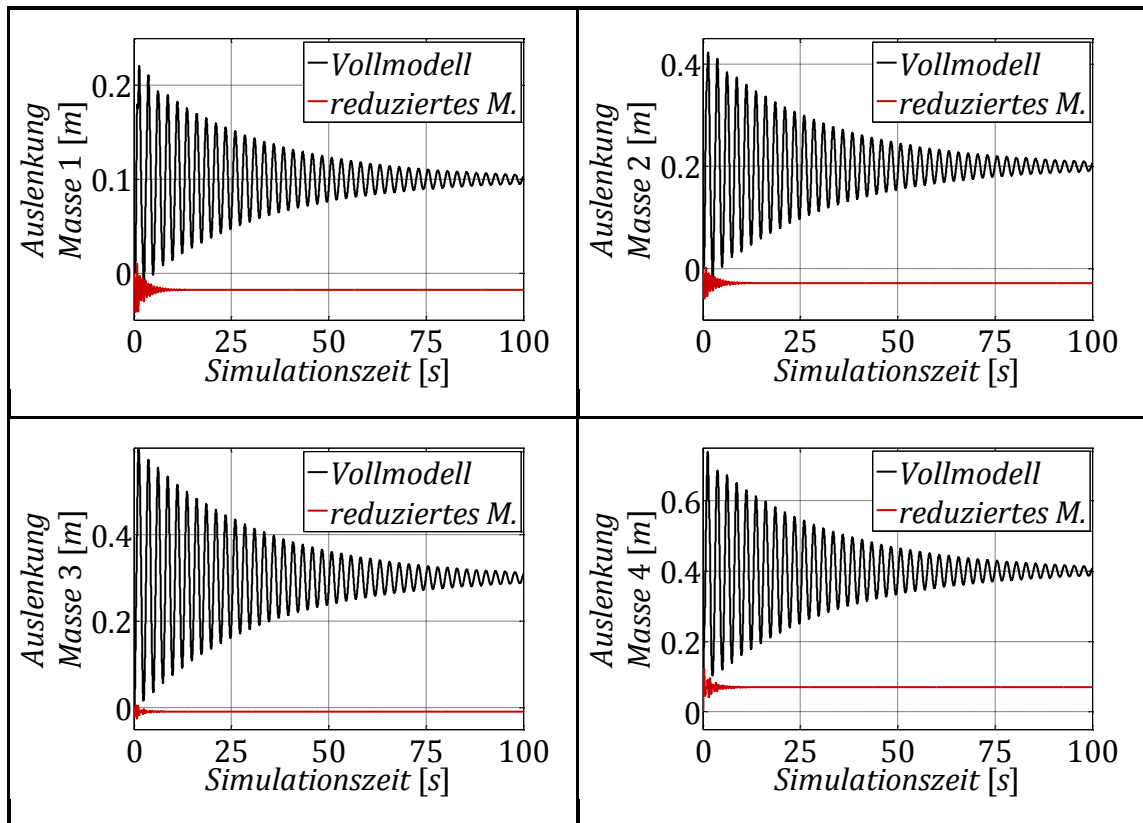 Auslenkung
Masse 1 [m]
0.2
0.1
0
Vollmodell
reduziertes M.
0 25 50 75 100
Simulationszeit [s]
Auslenkung
Masse 2 [m]
0.4
0.2
0
Vollmodell
reduziertes M.
0 25 50 75 100
Simulationszeit [s]
Auslenkung
Masse 3 [m]
0.4
0.2
0
Vollmodell
reduziertes M.
0 25 50 75 100
Simulationszeit [s]
Auslenkung
Masse 4 [m]
0.6
0.4
0.2
0
Vollmodell
reduziertes M.
0 25 50 75 100
Simulationszeit [s]